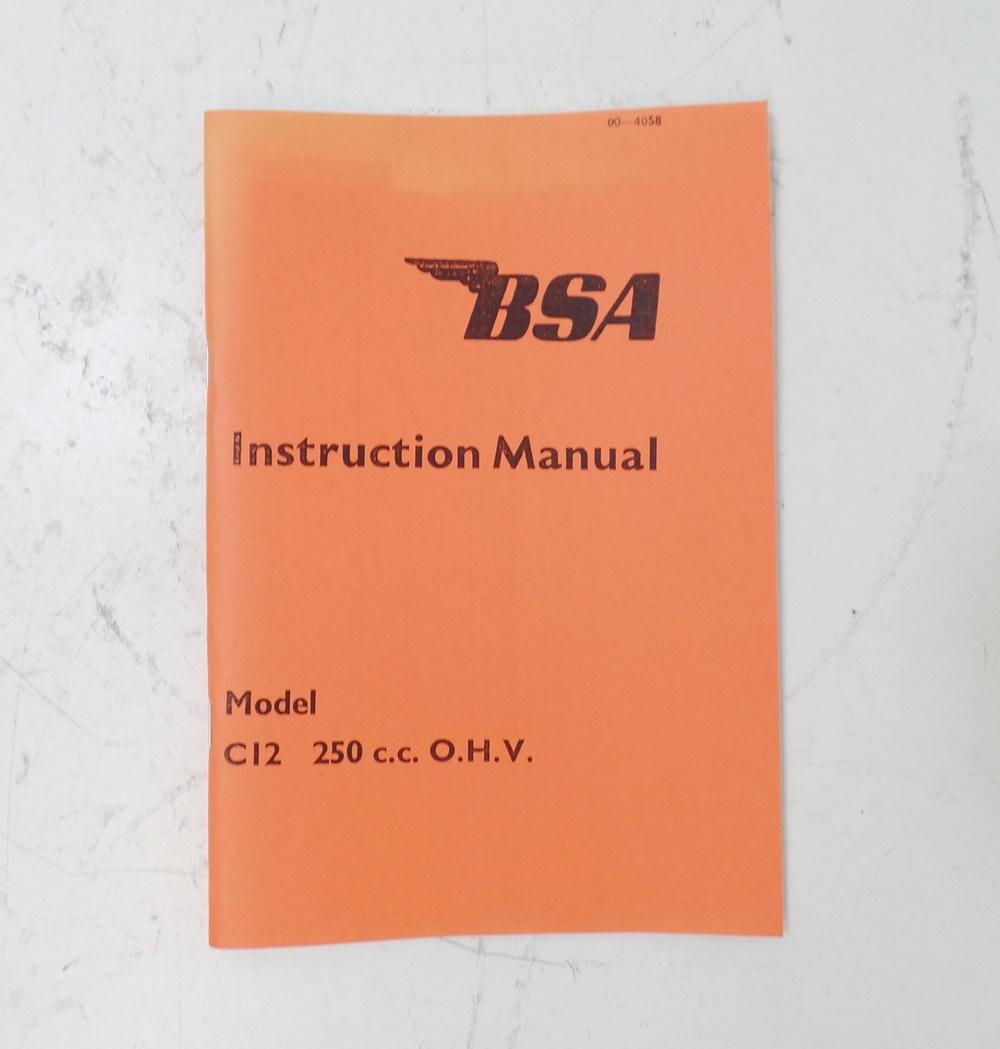 00-4058
BSA
Instruction Manual
Model
C12 250 c.c. O.H.V.